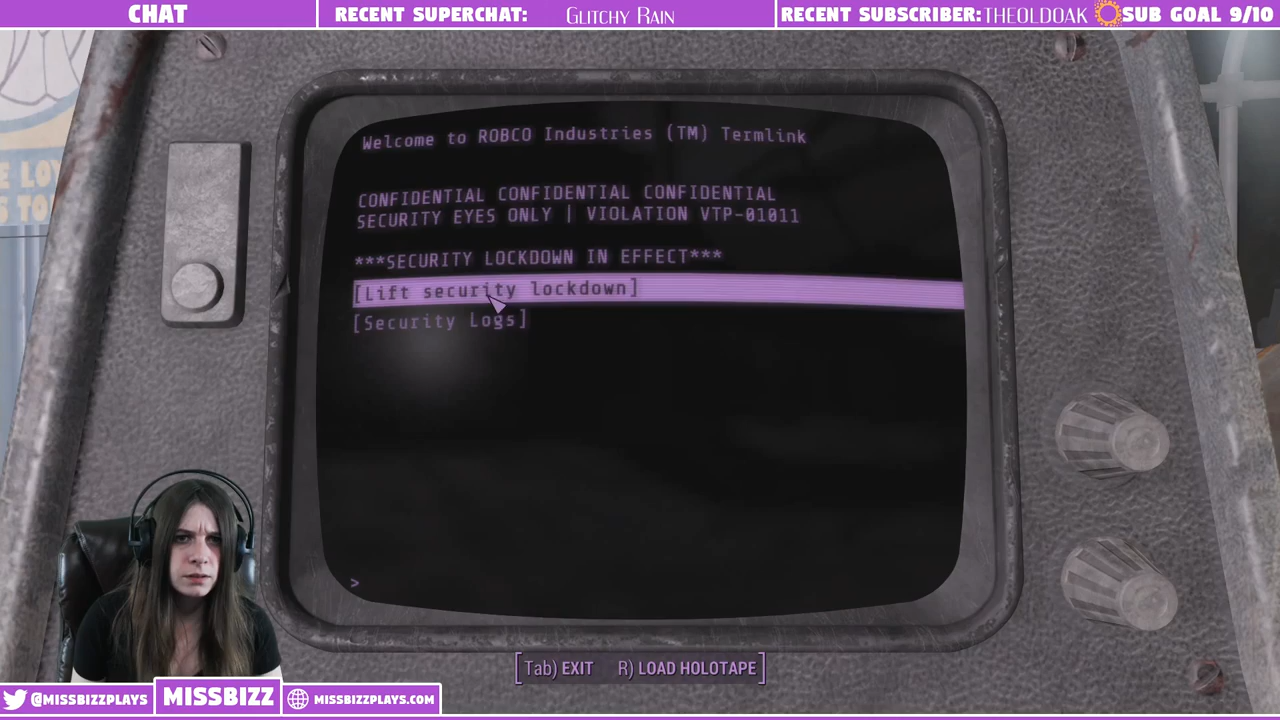 CHAT
RECENT SUPERCHAT: GLITCHY RAIN
RECENT SUBSCRIBER: THEOLDOAK
SUB GOAL 9/10
Welcome to ROBCO Industries (TM) Termlink
CONFIDENTIAL CONFIDENTIAL CONFIDENTIAL
SECURITY EYES ONLY | VIOLATION VTP-01011
***SECURITY LOCKDOWN IN EFFECT***
[Lift security lockdown]
[Security Logs]
>
[Tab) EXIT R) LOAD HOLOTAPE]
@MISSBIZZPLAYS
MISSBIZZ
MISSBIZZPLAYS.COM